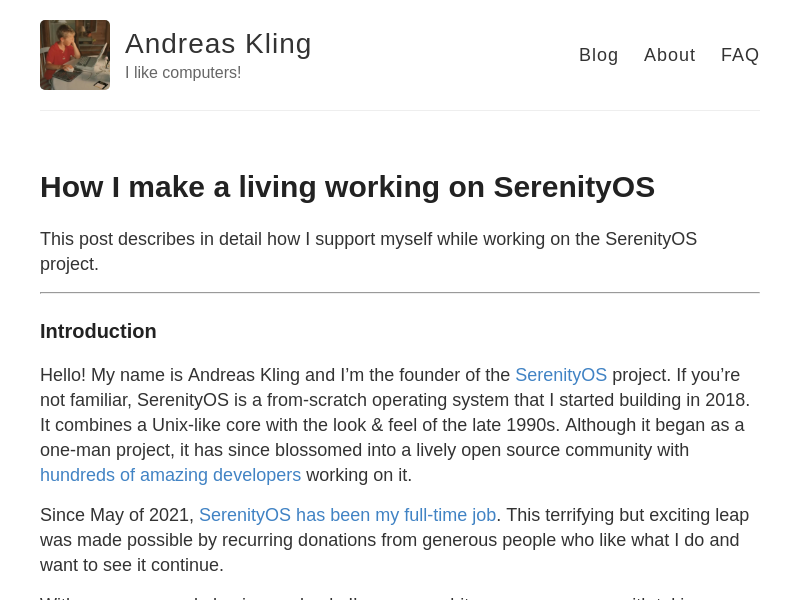 Andreas Kling
I like computers!
Blog About FAQ
How I make a living working on SerenityOS
This post describes in detail how I support myself while working on the SerenityOS
project.
Introduction
Hello! My name is Andreas Kling and I’m the founder of the SerenityOS project. If you’re
not familiar, SerenityOS is a from-scratch operating system that I started building in 2018.
It combines a Unix-like core with the look & feel of the late 1990s. Although it began as a
one-man project, it has since blossomed into a lively open source community with
hundreds of amazing developers working on it.
Since May of 2021, SerenityOS has been my full-time job. This terrifying but exciting leap
was made possible by recurring donations from generous people who like what I do and
want to see it continue.